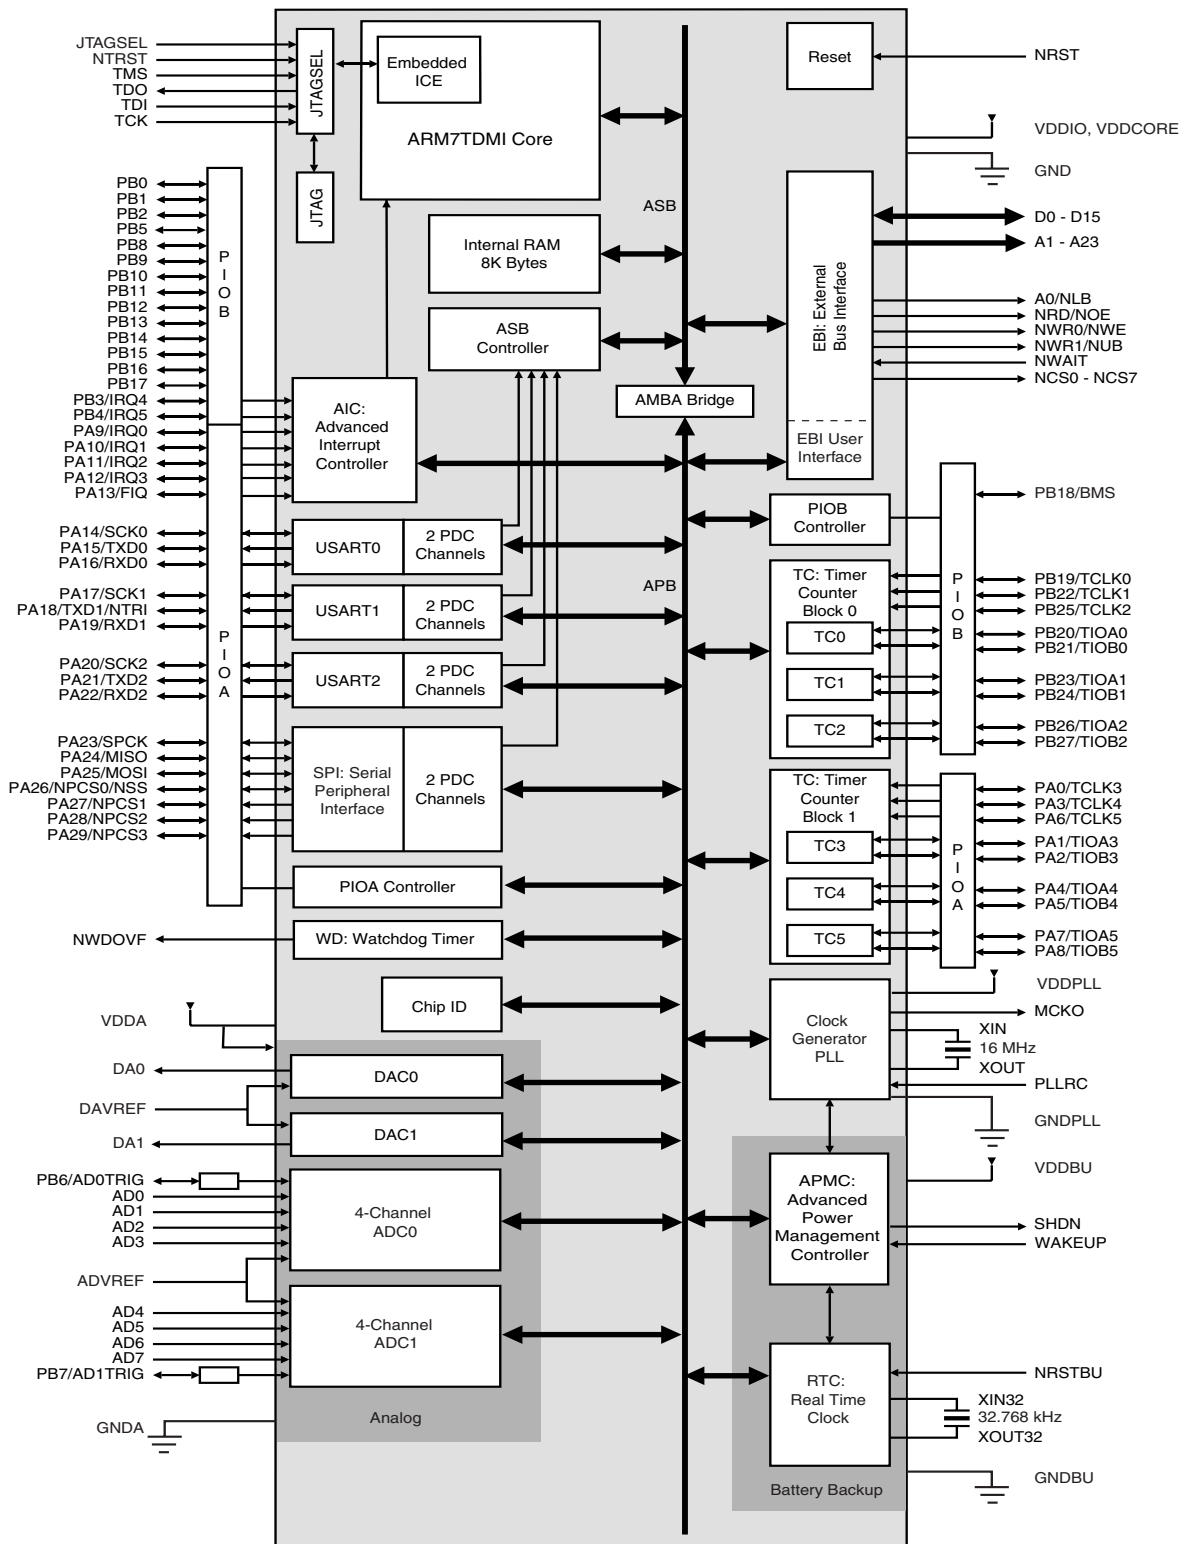 JTAGSEL
NTRST
TMS
TDO
TDI
TCK
JTAGSEL
Embedded
ICE
ARM7TDMI Core
JTAG
Reset
NRST
VDDIO, VDDCORE
GND
PB0
PB1
PB2
PB5
PB8
PB9
PB10
PB11
PB12
PB13
PB14
PB15
PB16
PB17
PB3/IRQ4
PB4/IRQ5
PA9/IRQ0
PA10/IRQ1
PA11/IRQ2
PA12/IRQ3
PA13/FIQ
PA14/SCK0
PA15/TXD0
PA16/RXD0
PA17/SCK1
PA18/TXD1/NTRI
PA19/RXD1
PA20/SCK2
PA21/TXD2
PA22/RXD2
PA23/SPCK
PA24/MISO
PA25/MOSI
PA26/NPCS0/NSS
PA27/NPCS1
PA28/NPCS2
PA29/NPCS3
NWDOVF
VDDA
DA0
DAVREF
DA1
PB6/AD0TRIG
AD0
AD1
AD2
AD3
ADVREF
AD4
AD5
AD6
AD7
PB7/AD1TRIG
GNDA
P
I
O
B
P
I
O
A
ASB
Internal RAM
8K Bytes
ASB
Controller
AMBA Bridge
AIC:
Advanced
Interrupt
Controller
USART0
2 PDC
Channels
APB
USART1
2 PDC
Channels
USART2
2 PDC
Channels
SPI: Serial
Peripheral
Interface
2 PDC
Channels
PIOA Controller
WD: Watchdog Timer
Chip ID
DAC0
DAC1
4-Channel
ADC0
4-Channel
ADC1
Analog
EBI: External
Bus Interface
EBI User
Interface
D0 - D15
A1 - A23
A0/NLB
NRD/NOE
NWR0/NWE
NWR1/NUB
NWAIT
NCS0 - NCS7
PIOB
Controller
TC: Timer
Counter
Block 0
TC0
TC1
TC2
P
I
O
B
PB18/BMS
PB19/TCLK0
PB22/TCLK1
PB25/TCLK2
PB20/TIOA0
PB21/TIOB0
PB23/TIOA1
PB24/TIOB1
PB26/TIOA2
PB27/TIOB2
TC: Timer
Counter
Block 1
TC3
TC4
TC5
P
I
O
A
PA0/TCLK3
PA3/TCLK4
PA6/TCLK5
PA1/TIOA3
PA2/TIOB3
PA4/TIOA4
PA5/TIOB4
PA7/TIOA5
PA8/TIOB5
Clock
Generator
PLL
VDDPLL
MCKO
XIN
16 MHz
XOUT
PLLRC
GNDPLL
APMC:
Advanced
Power
Management
Controller
VDDBU
SHDN
WAKEUP
RTC:
Real Time
Clock
NRSTBU
XIN32
32.768 kHz
XOUT32
GNDBU
Battery Backup